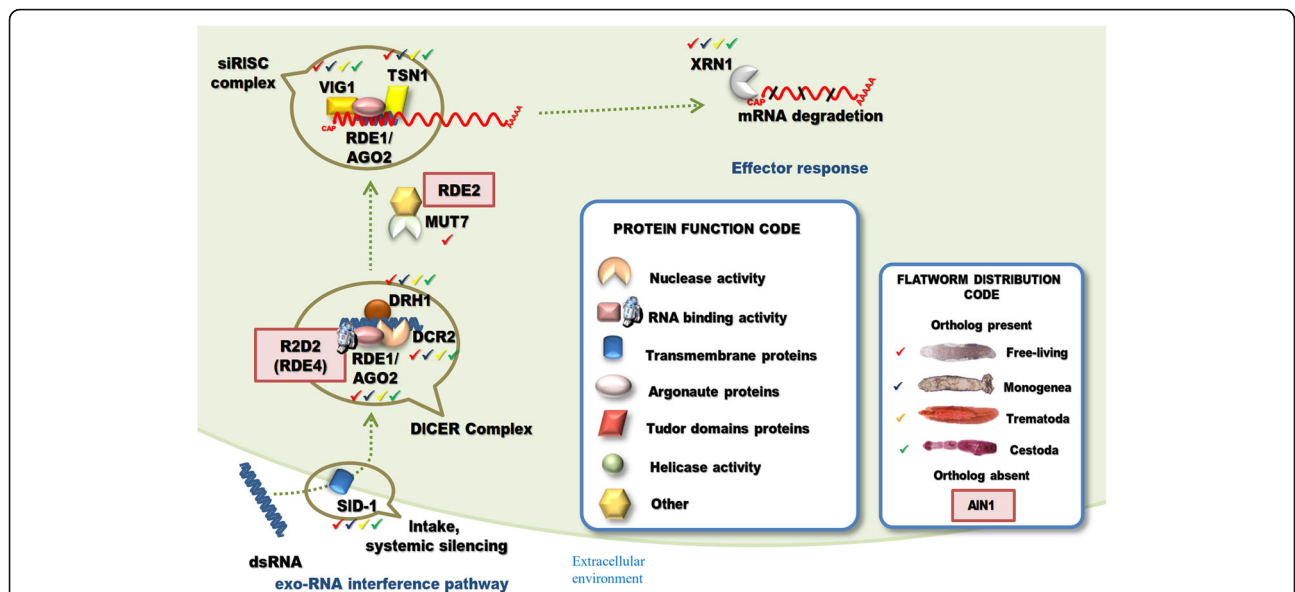 siRISC
complex
VIG1
TSN1
CAP
AAAAA
RDE1/
AGO2
XRN1
CAP
AAAAA
mRNA degradetion
Effector response
RDE2
MUT7
DRH1
DCR2
R2D2
(RDE4)
RDE1/
AGO2
DICER Complex
SID-1
Intake,
systemic silencing
dsRNA
exo-RNA interference pathway
Extracellular
environment
PROTEIN FUNCTION CODE
Nuclease activity
RNA binding activity
Transmembrane proteins
Argonaute proteins
Tudor domains proteins
Helicase activity
Other
FLATWORM DISTRIBUTION
CODE
Ortholog present
Free-living
Monogenea
Trematoda
Cestoda
Ortholog absent
AIN1